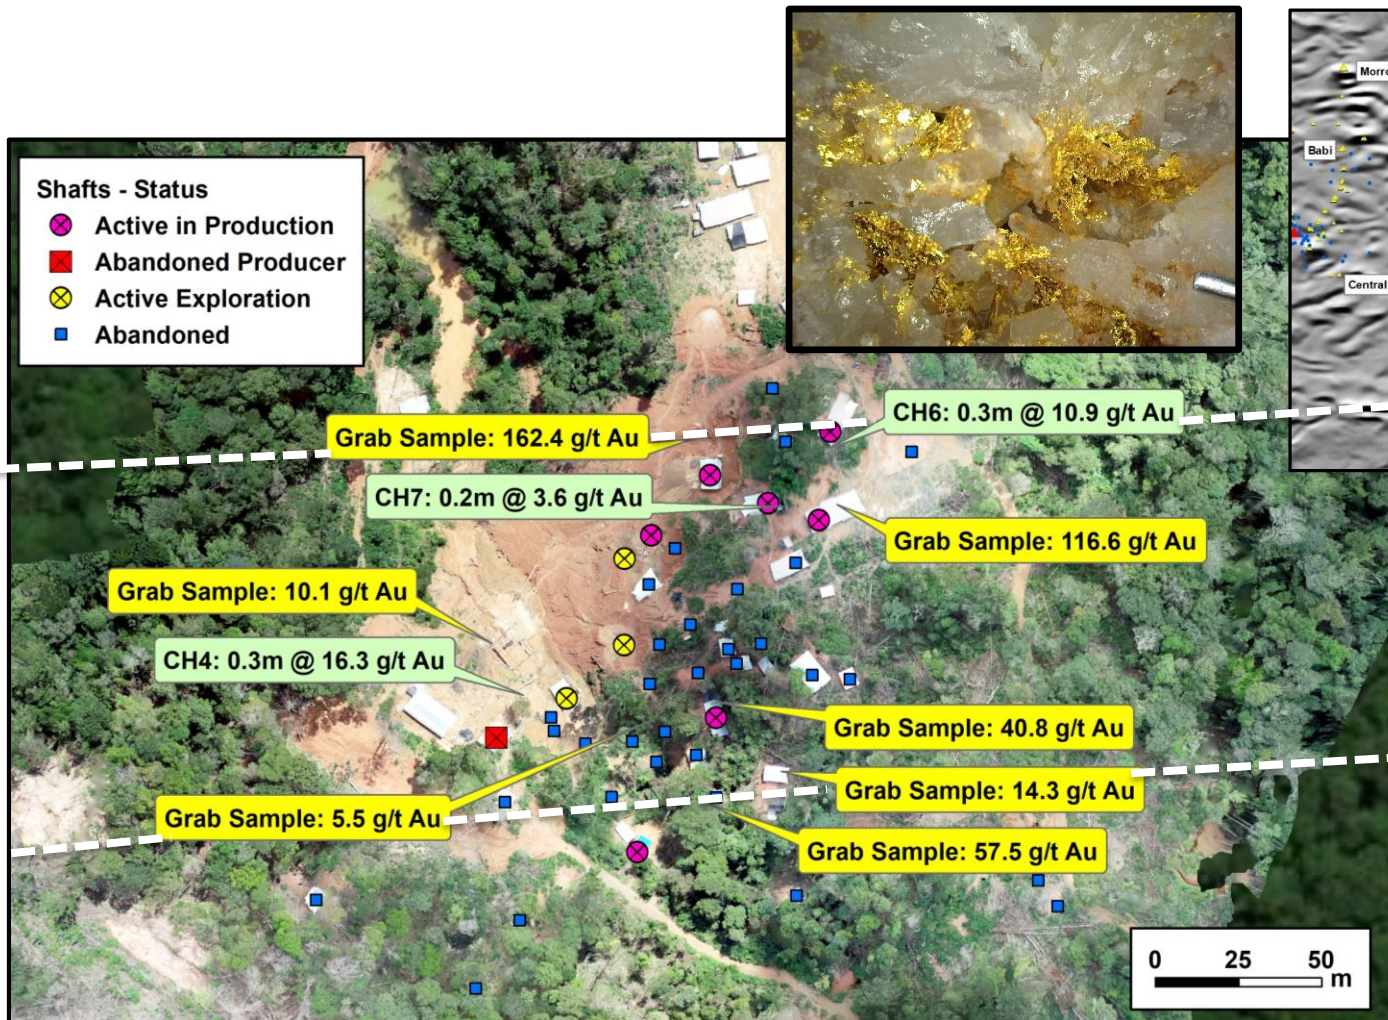 Shafts - Status
Active in Production
Abandoned Producer
Active Exploration
Abandoned
Babi
Central
Grab Sample: 162.4 g/t Au
CH6: 0.3m @ 10.9 g/t Au
CH7: 0.2m @ 3.6 g/t Au
Grab Sample: 116.6 g/t Au
Grab Sample: 10.1 g/t Au
CH4: 0.3m @ 16.3 g/t Au
Grab Sample: 40.8 g/t Au
Grab Sample: 14.3 g/t Au
Grab Sample: 5.5 g/t Au
Grab Sample: 57.5 g/t Au
0 25 50
m